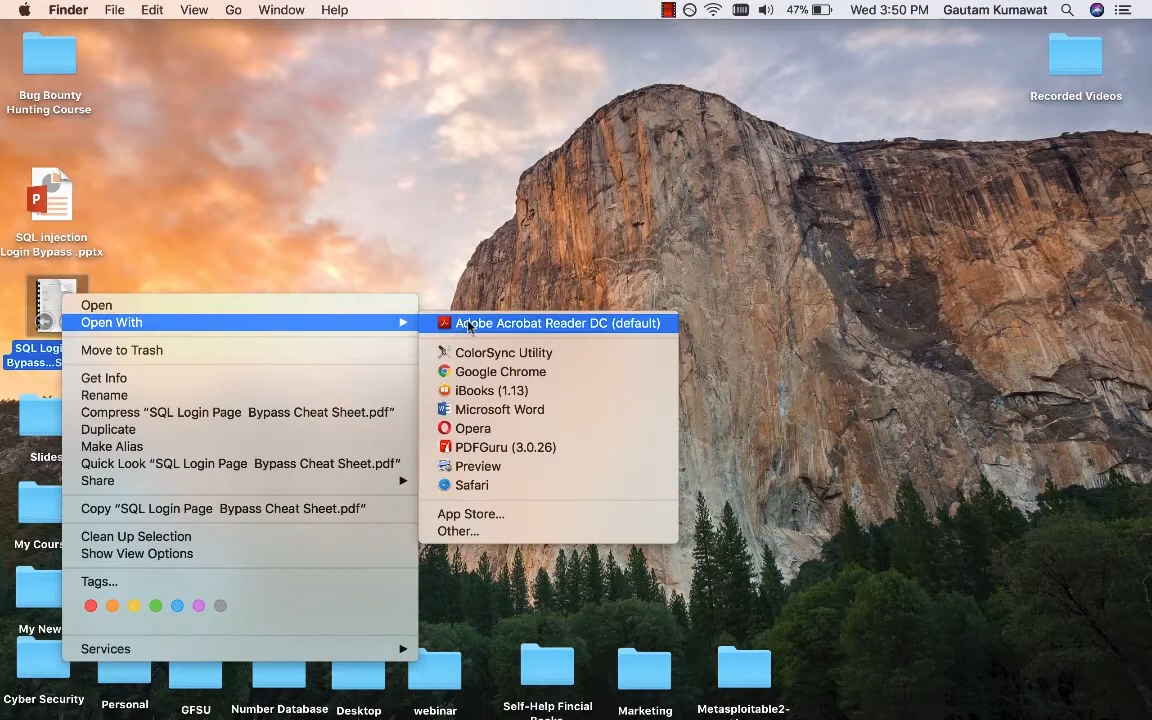 Finder File Edit View Go Window Help 47% Wed 3:50 PM Gautam Kumawat
Bug Bounty
Hunting Course
Recorded Videos
SQL injection
Login Bypass .pptx
SQL Logi
Bypass...S
Open
Open With
Move to Trash
Get Info
Rename
Compress “SQL Login Page  Bypass Cheat Sheet.pdf”
Duplicate
Make Alias
Quick Look “SQL Login Page  Bypass Cheat Sheet.pdf”
Share
Copy “SQL Login Page  Bypass Cheat Sheet.pdf”
Clean Up Selection
Show View Options
Tags...
Services
Adobe Acrobat Reader DC (default)
ColorSync Utility
Google Chrome
iBooks (1.13)
Microsoft Word
Opera
PDFGuru (3.0.26)
Preview
Safari
App Store...
Other...
Slides
My Cour
My New
Cyber Security
Personal
GFSU
Number Database
Desktop
webinar
Self-Help Fincial
Marketing
Metasploitable2-